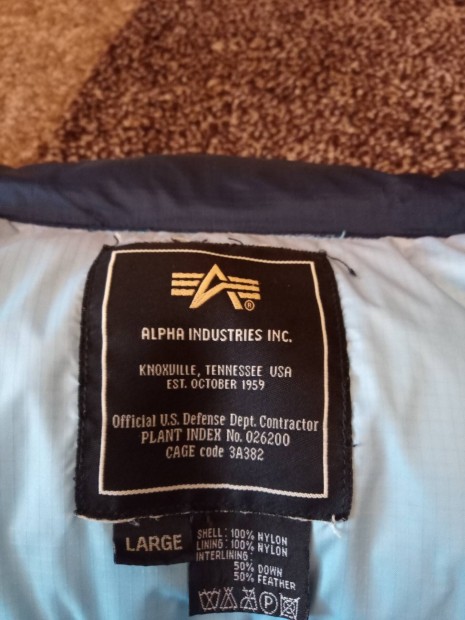 ®
ALPHA INDUSTRIES INC.
KNOXVILLE, TENNESSEE USA
EST. OCTOBER 1959
Official U.S. Defense Dept. Contractor
PLANT INDEX No. 026200
CAGE code 3A382
LARGE
SHELL: 100% NYLON
LINING: 100% NYLON
INTERLINING:
50% DOWN
50% FEATHER
P